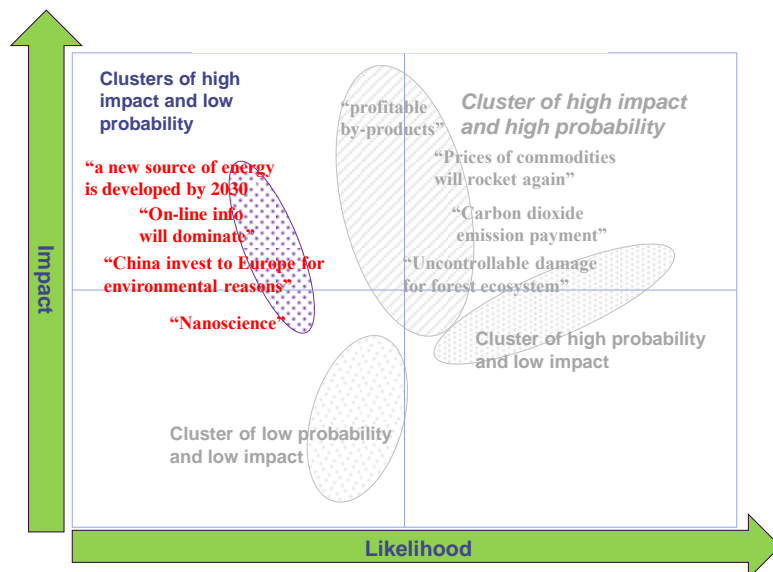 Clusters of high
impact and low
probability
“a new source of energy
is developed by 2030
“On-line info
will dominate”
“China invest to Europe for
environmental reasons”
“Nanoscience”
“profitable
by-products”
Cluster of high impact
and high probability
“Prices of commodities
will rocket again”
“Carbon dioxide
emission payment”
“Uncontrollable damage
for forest ecosystem”
Cluster of high probability
and low impact
Cluster of low probability
and low impact
Impact
Likelihood